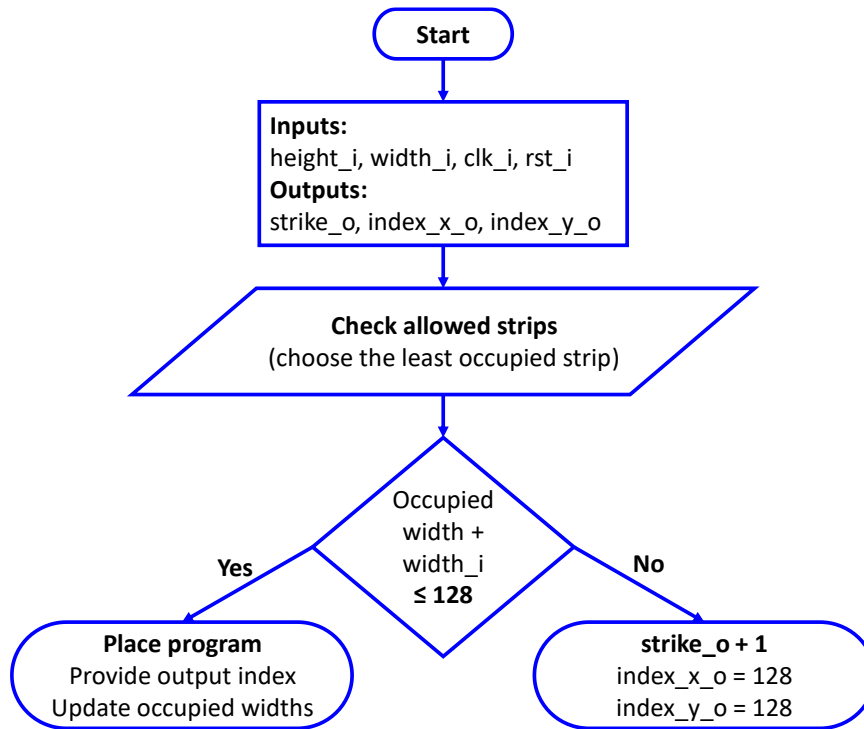 Start
Inputs:
height_i, width_i, clk_i, rst_i
Outputs:
strike_o, index_x_o, index_y_o
Check allowed strips
(choose the least occupied strip)
Occupied
width +
width_i
≤ 128
Yes
No
Place program
Provide output index
Update occupied widths
strike_o + 1
index_x_o = 128
index_y_o = 128